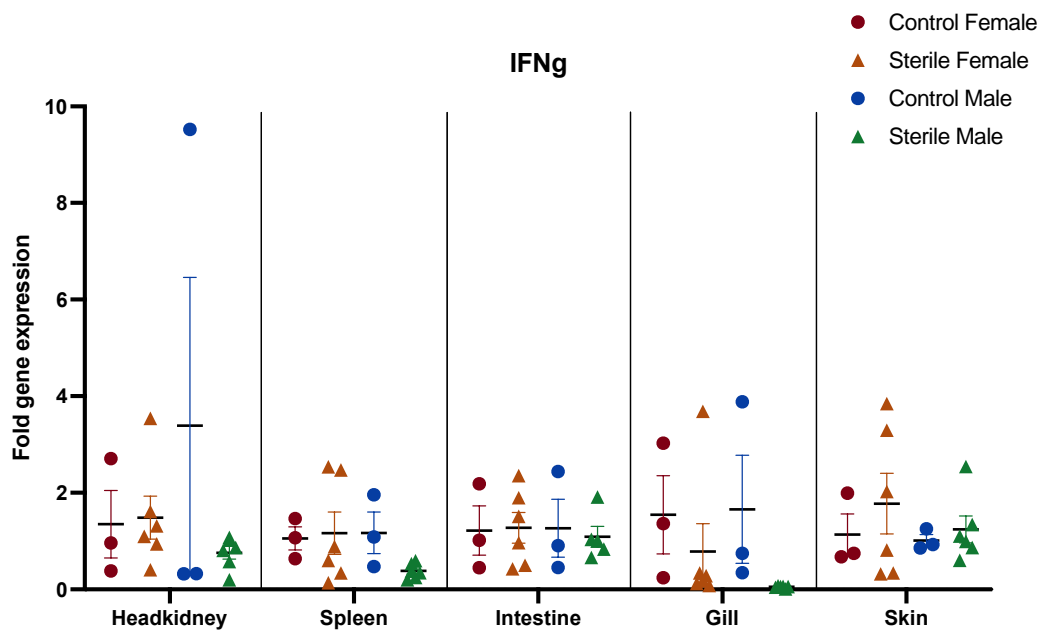 IFNg
Control Female
Sterile Female
Control Male
Sterile Male
Fold gene expression
10
8
6
4
2
0
Headkidney Spleen Intestine Gill Skin